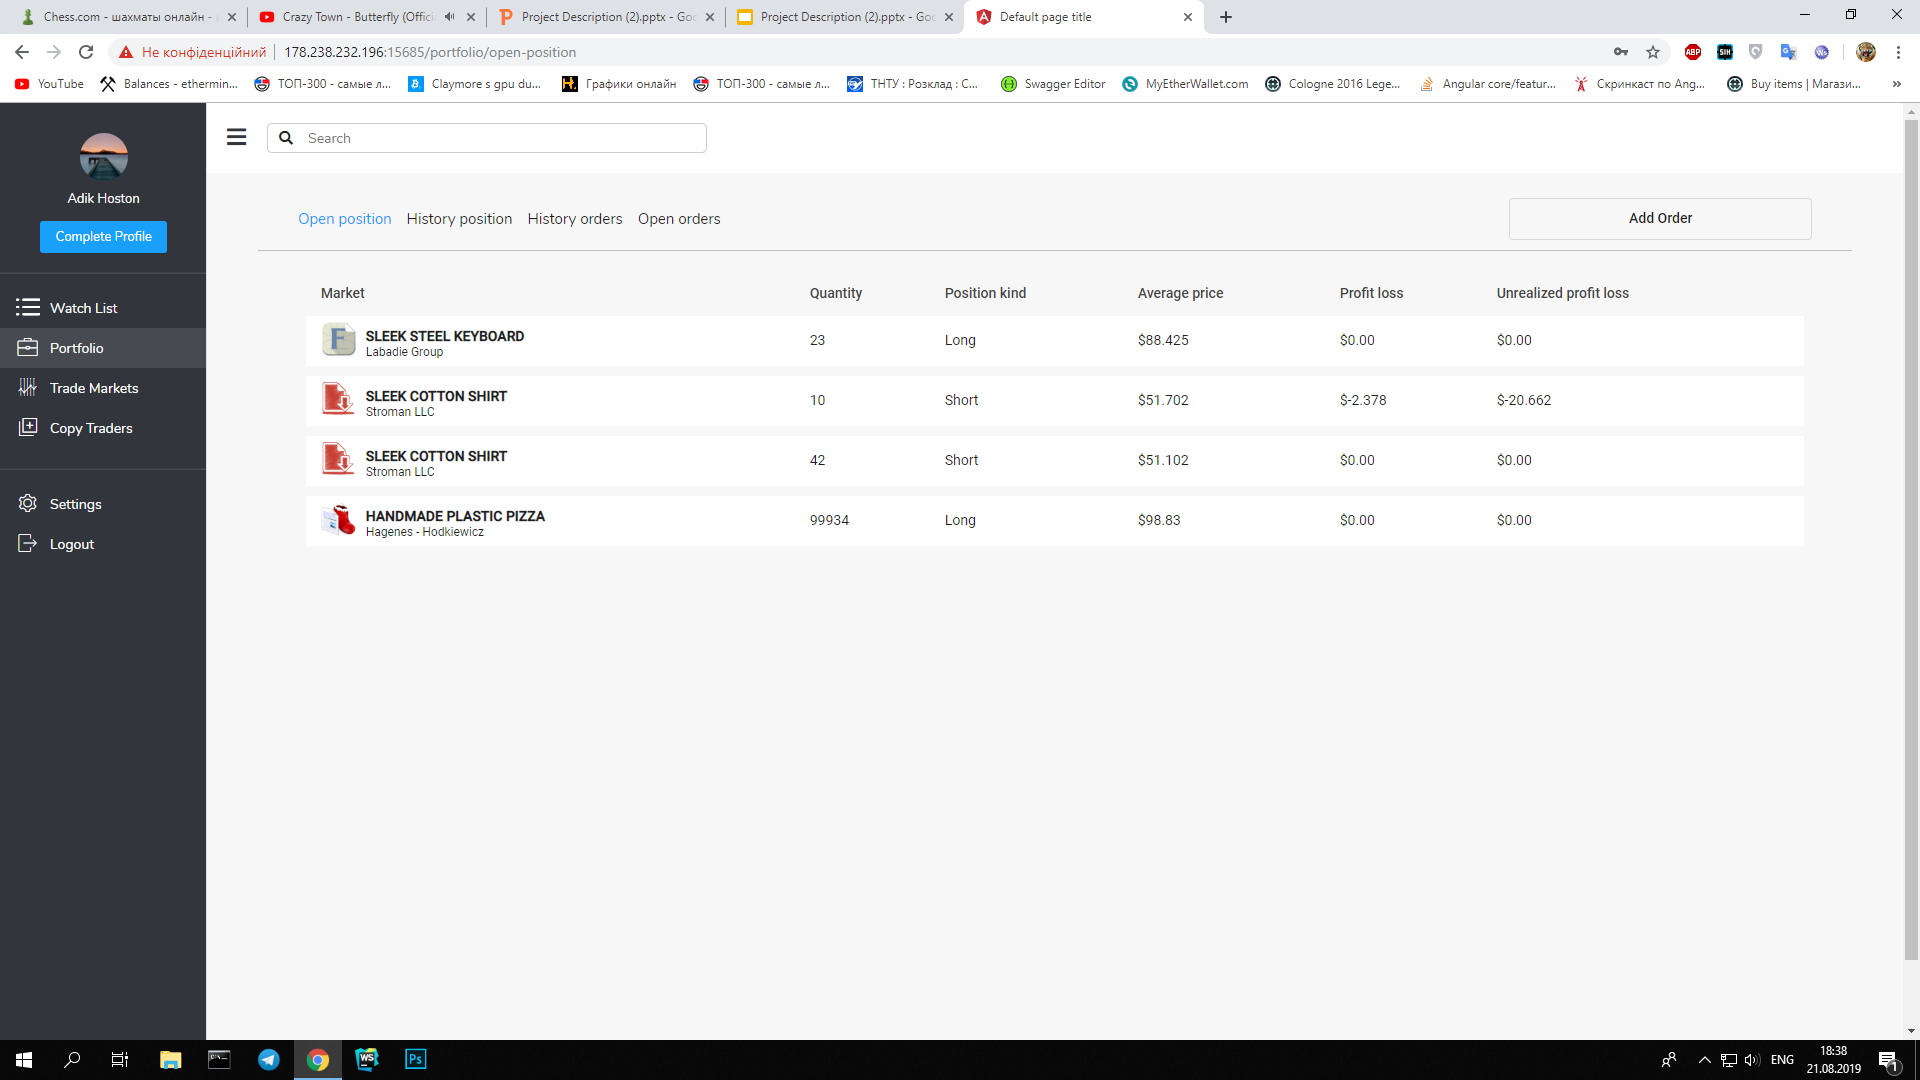 Chess.com - шахматы онлайн -
Crazy Town - Butterfly (Offici
Project Description (2).pptx - Goo
Project Description (2).pptx - Goo
Default page title
Не конфіденційний
178.238.232.196:15685/portfolio/open-position
YouTube
Balances - ethermin...
ТОП-300 - самые л...
Claymore s gpu du...
Графики онлайн
ТОП-300 - самые л...
ТНТУ : Розклад : С...
Swagger Editor
MyEtherWallet.com
Cologne 2016 Lege...
Angular core/featur...
Скринкаст по Ang...
Buy items | Магази...
»
Search
Adik Hoston
Complete Profile
Watch List
Portfolio
Trade Markets
Copy Traders
Settings
Logout
Open position History position History orders Open orders
Add Order
Market Quantity Position kind Average price Profit loss Unrealized profit loss
SLEEK STEEL KEYBOARD
Labadie Group
23 Long $88.425 $0.00 $0.00
SLEEK COTTON SHIRT
Stroman LLC
10 Short $51.702 $-2.378 $-20.662
SLEEK COTTON SHIRT
Stroman LLC
42 Short $51.102 $0.00 $0.00
HANDMADE PLASTIC PIZZA
Hagenes - Hodkiewicz
99934 Long $98.83 $0.00 $0.00
WS
Ps
ENG
18:38
21.08.2019
1